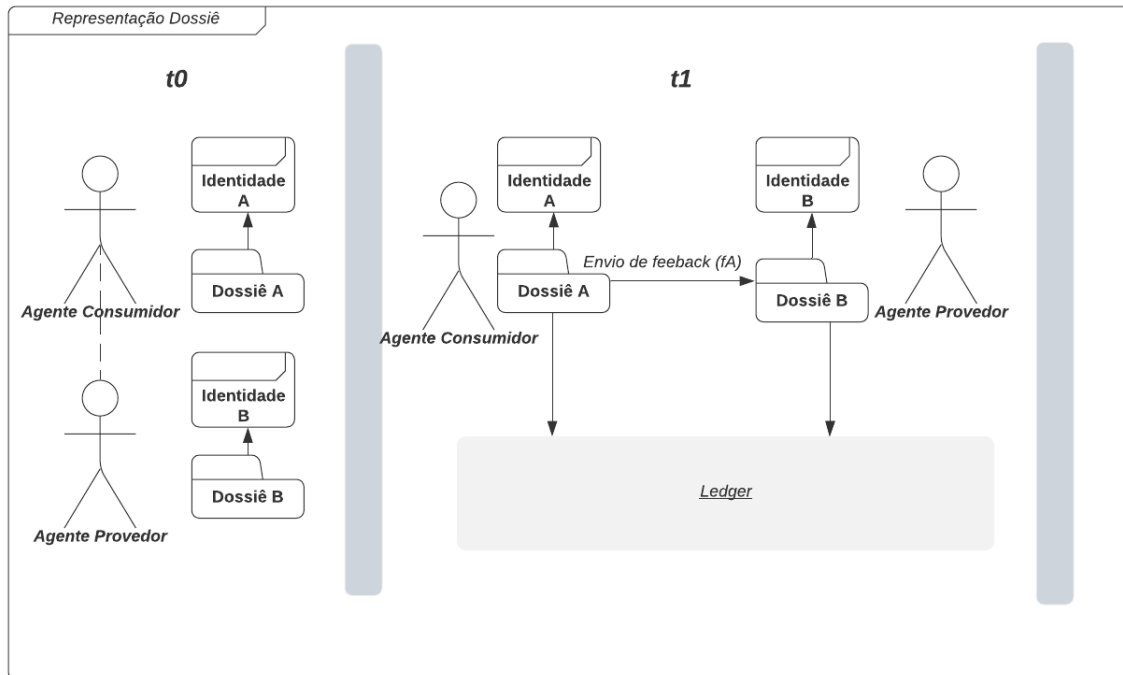 Representação Dossiê
t0
Identidade
A
Dossiê A
Agente Consumidor
Identidade
B
Dossiê B
Agente Provedor
t1
Identidade
A
Identidade
B
Envio de feeback (fA)
Dossiê A
Dossiê B
Agente Consumidor
Agente Provedor
Ledger